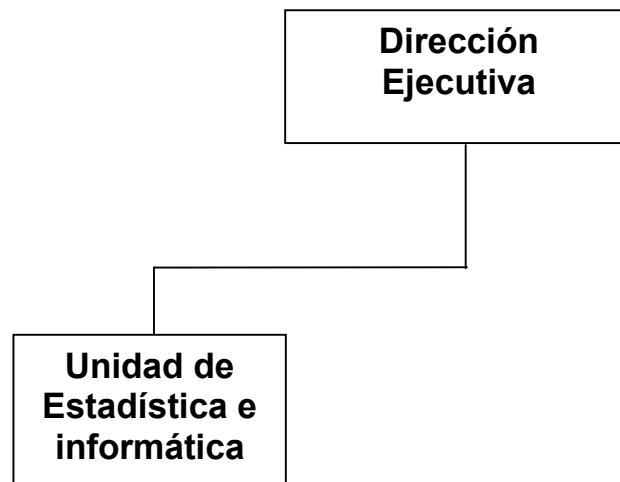 Dirección
Ejecutiva
Unidad de
Estadística e
informática